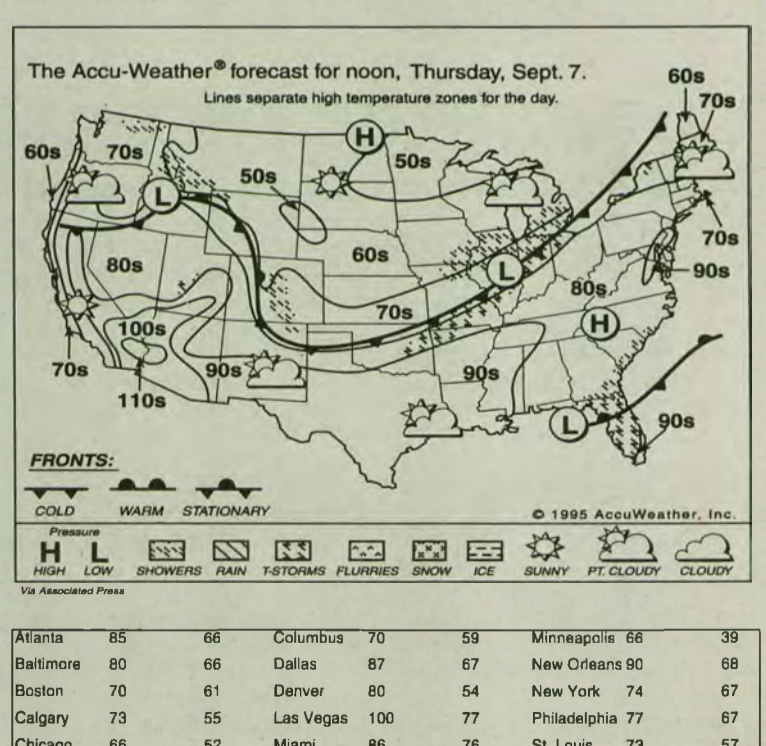 The Accu-Weather® forecast for noon, Thursday, Sept. 7.
Lines separate high temperature zones for the day.
60s
70s
60s
70s
50s
50s
H
L
70s
60s
80s
90s
L
80s
70s
100s
H
70s
90s
90s
110s
L
90s
FRONTS:
COLD WARM STATIONARY
© 1995 AccuWeather, Inc.
Pressure
H L
HIGH LOW SHOWERS RAIN T-STORMS FLURRIES SNOW ICE SUNNY PT. CLOUDY CLOUDY
Via Associated Press
Atlanta 85 66 Columbus 70 59 Minneapolis 66 39
Baltimore 80 66 Dallas 87 67 New Orleans 90 68
Boston 70 61 Denver 80 54 New York 74 67
Calgary 73 55 Las Vegas 100 77 Philadelphia 77 67
Chicago 66 52 Miami 86 76 St. Louis 73 57